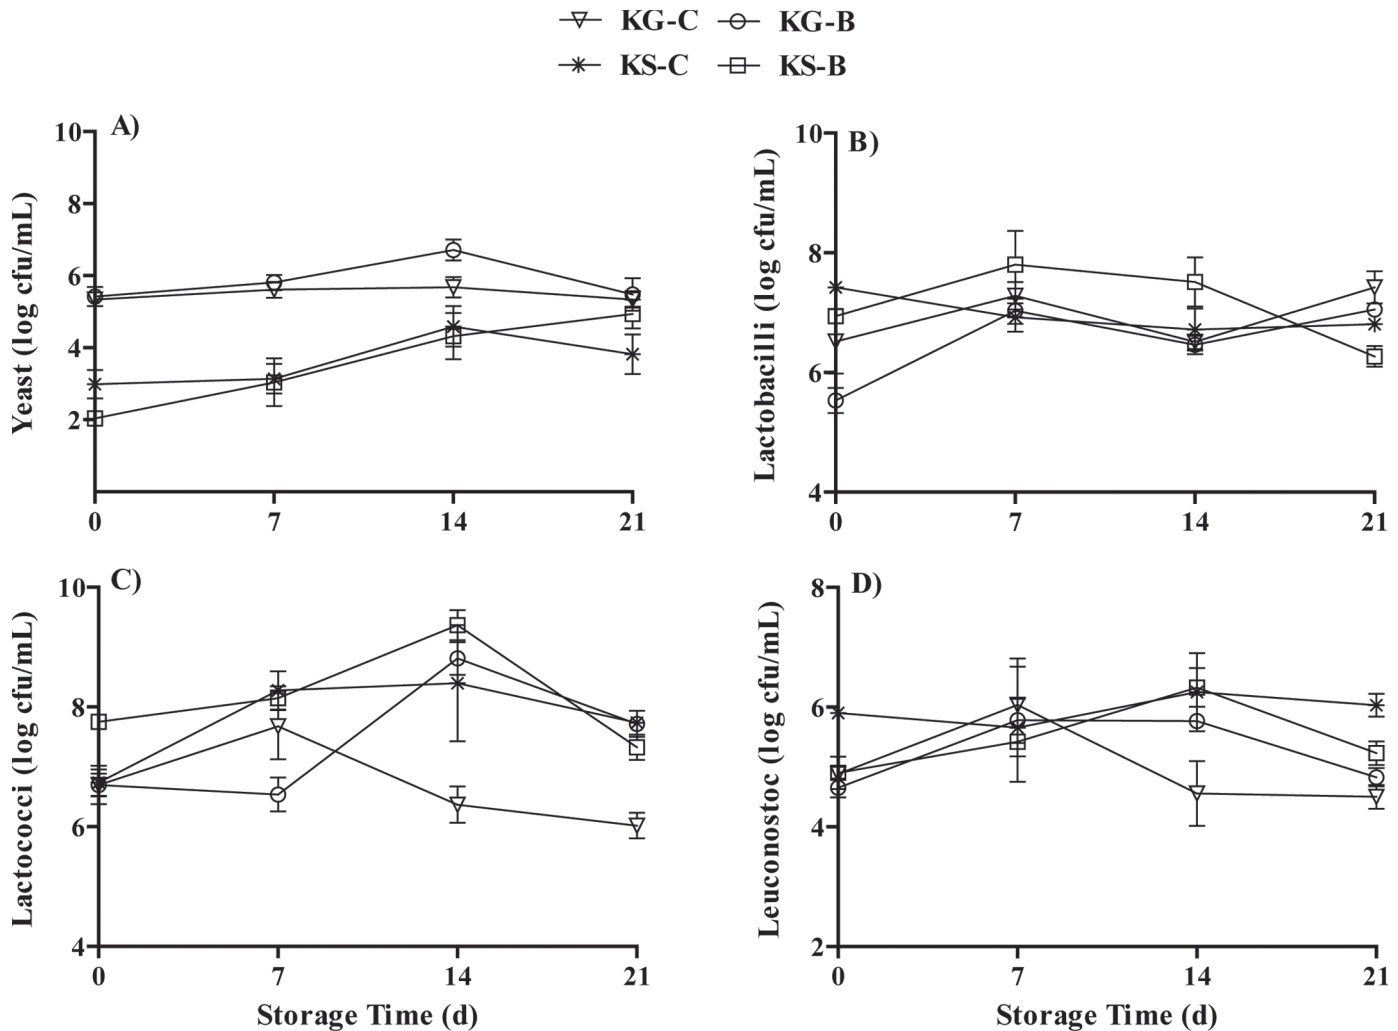 KG-C KG-B
KS-C KS-B
A)
Yeast (log cfu/mL)
10
8
6
4
2
0 7 14 21
B)
Lactobacilli (log cfu/mL)
10
8
6
4
0 7 14 21
C)
Lactococci (log cfu/mL)
10
8
6
4
0 7 14 21
Storage Time (d)
D)
Leuconostoc (log cfu/mL)
8
6
4
2
0 7 14 21
Storage Time (d)